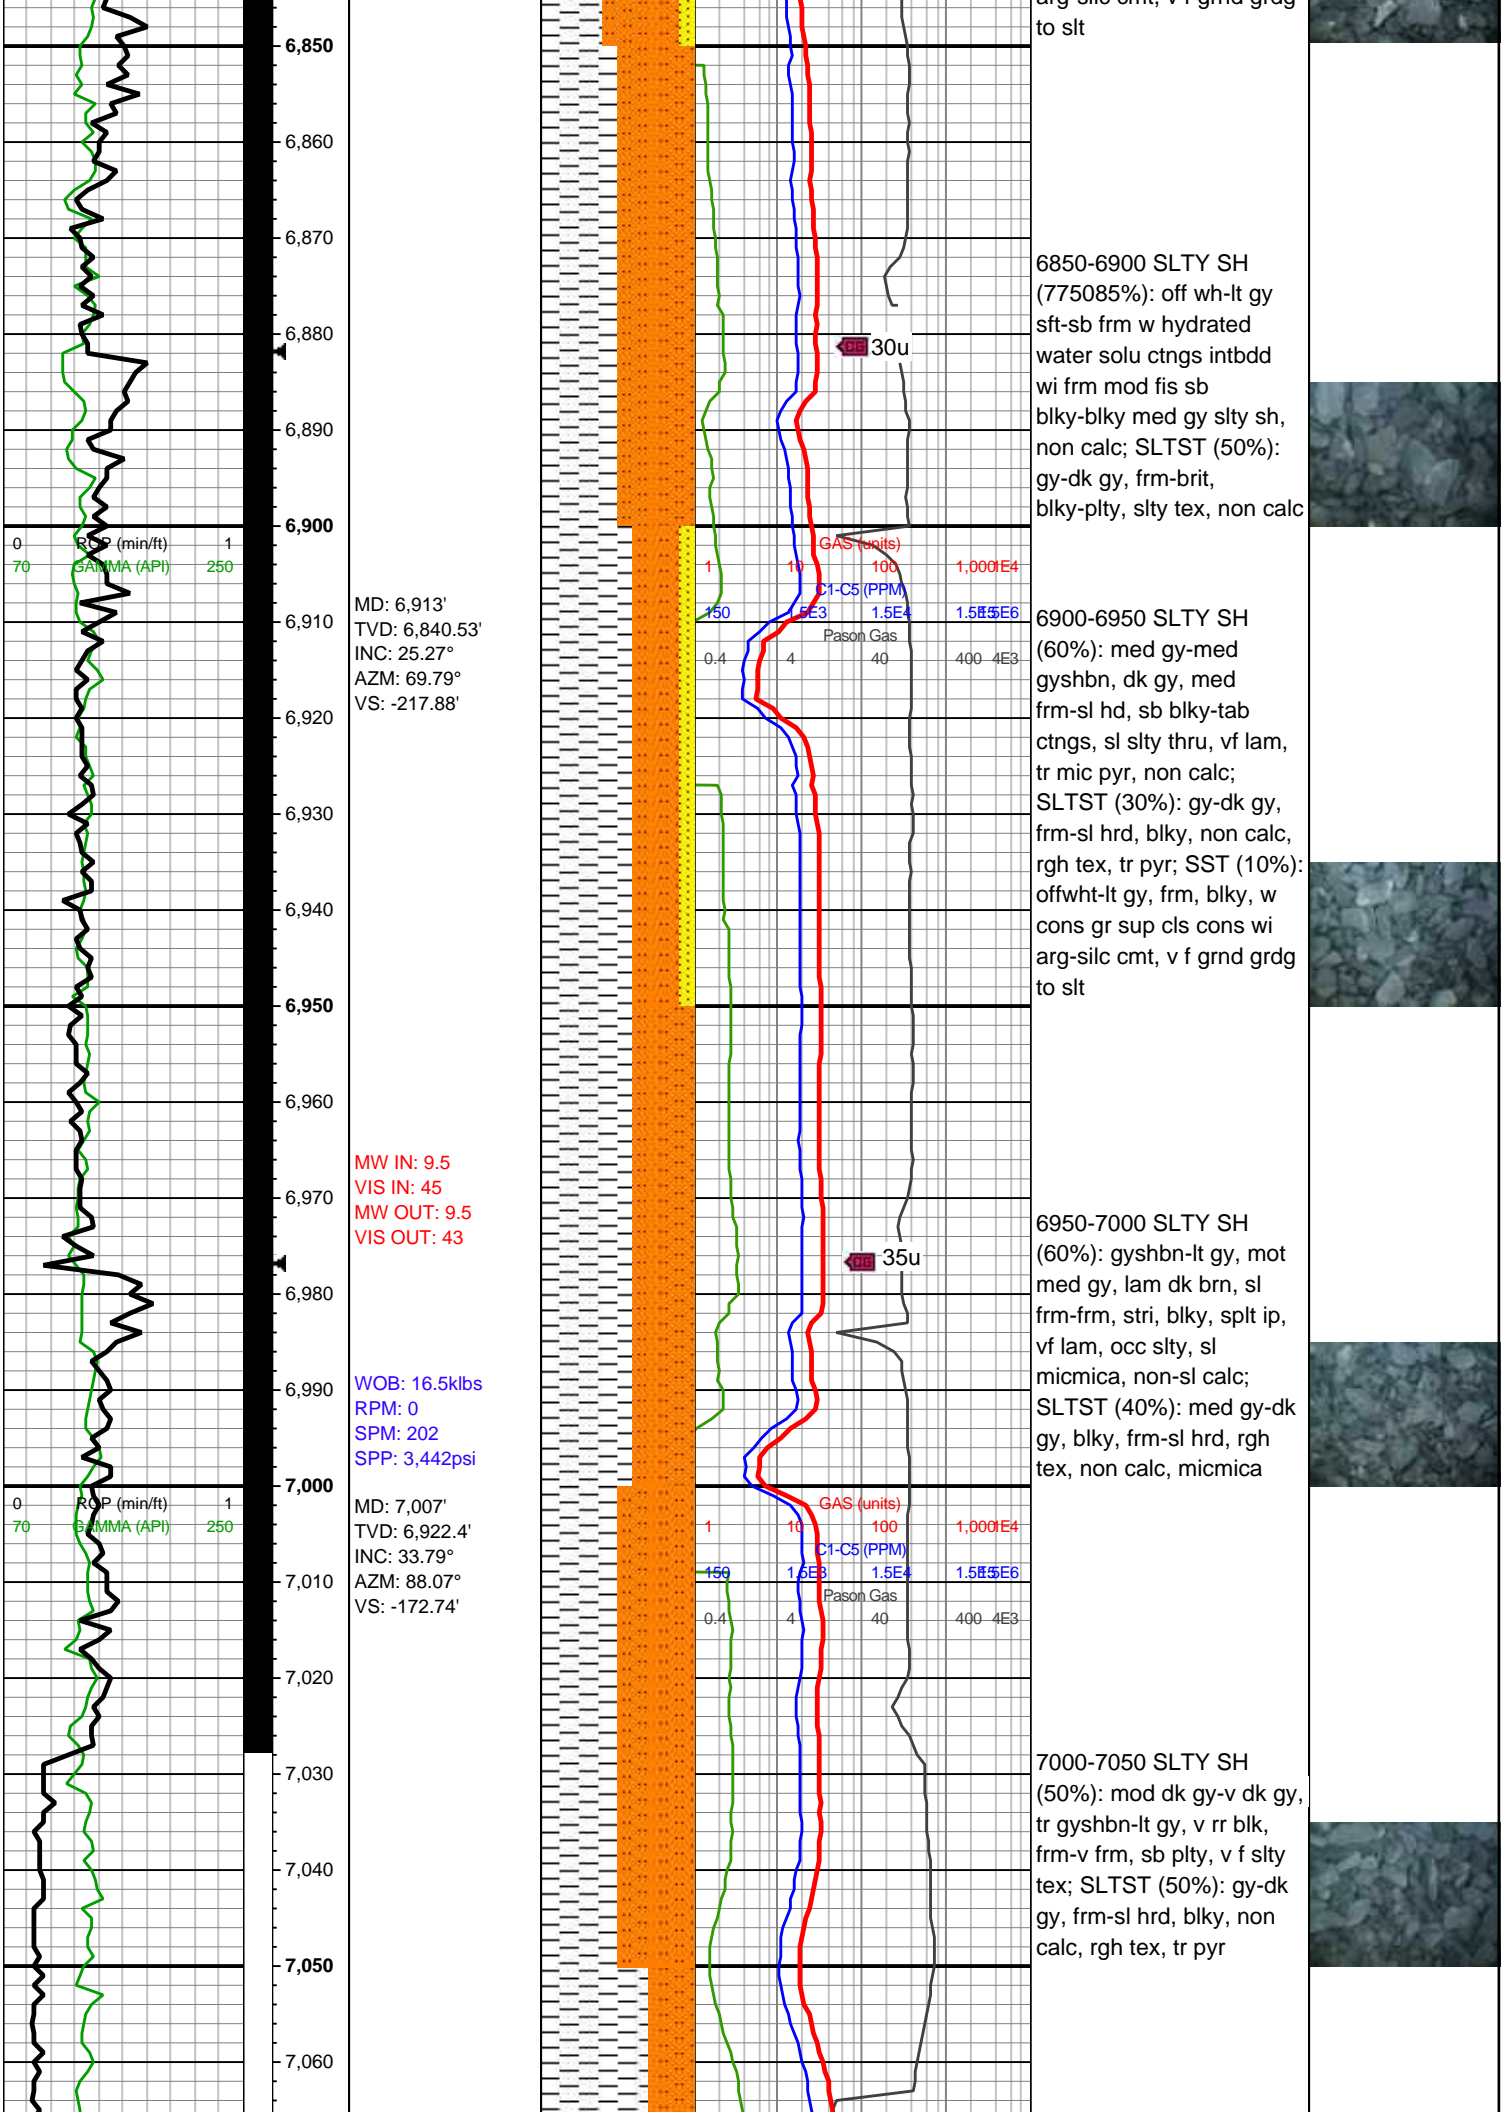 to slt
6,850
6,860
6,870
6850-6900 SLTY SH
(775085%): off wh-lt gy
sft-sb frm w hydrated
water solu ctngs intbdd
wi frm mod fis sb
blky-blky med gy slty sh,
non calc; SLTST (50%):
gy-dk gy, frm-brit,
blky-plty, slty tex, non calc
6,880
CG 30u
6,890
6,900
0 ROP (min/ft) 1
70 GAMMA (API) 250
GAS (units)
1 10 100 1,000 1E4
C1-C5 (PPM)
150 1.5E3 1.5E4 1.5E5 1.5E6
Pason Gas
0.4 4 40 400 4E3
MD: 6,913'
TVD: 6,840.53'
INC: 25.27°
AZM: 69.79°
VS: -217.88'
6,910
6,920
6,930
6,940
6,950
6900-6950 SLTY SH
(60%): med gy-med
gyshbn, dk gy, med
frm-sl hd, sb blky-tab
ctngs, sl slty thru, vf lam,
tr mic pyr, non calc;
SLTST (30%): gy-dk gy,
frm-sl hrd, blky, non calc,
rgh tex, tr pyr; SST (10%):
offwht-lt gy, frm, blky, w
cons gr sup cls cons wi
arg-silc cmt, v f grnd grdg
to slt
6,960
MW IN: 9.5
VIS IN: 45
MW OUT: 9.5
VIS OUT: 43
6,970
6,980
CG 35u
6950-7000 SLTY SH
(60%): gyshbn-lt gy, mot
med gy, lam dk brn, sl
frm-frm, stri, blky, splt ip,
vf lam, occ slty, sl
micmica, non-sl calc;
SLTST (40%): med gy-dk
gy, blky, frm-sl hrd, rgh
tex, non calc, micmica
6,990
WOB: 16.5klbs
RPM: 0
SPM: 202
SPP: 3,442psi
7,000
0 ROP (min/ft) 1
70 GAMMA (API) 250
GAS (units)
1 10 100 1,000 1E4
C1-C5 (PPM)
150 1.5E3 1.5E4 1.5E5 1.5E6
Pason Gas
0.4 4 40 400 4E3
MD: 7,007'
TVD: 6,922.4'
INC: 33.79°
AZM: 88.07°
VS: -172.74'
7,010
7,020
7,030
7,040
7,050
7,060
7000-7050 SLTY SH
(50%): mod dk gy-v dk gy,
tr gyshbn-lt gy, v rr blk,
frm-v frm, sb plty, v f slty
tex; SLTST (50%): gy-dk
gy, frm-sl hrd, blky, non
calc, rgh tex, tr pyr